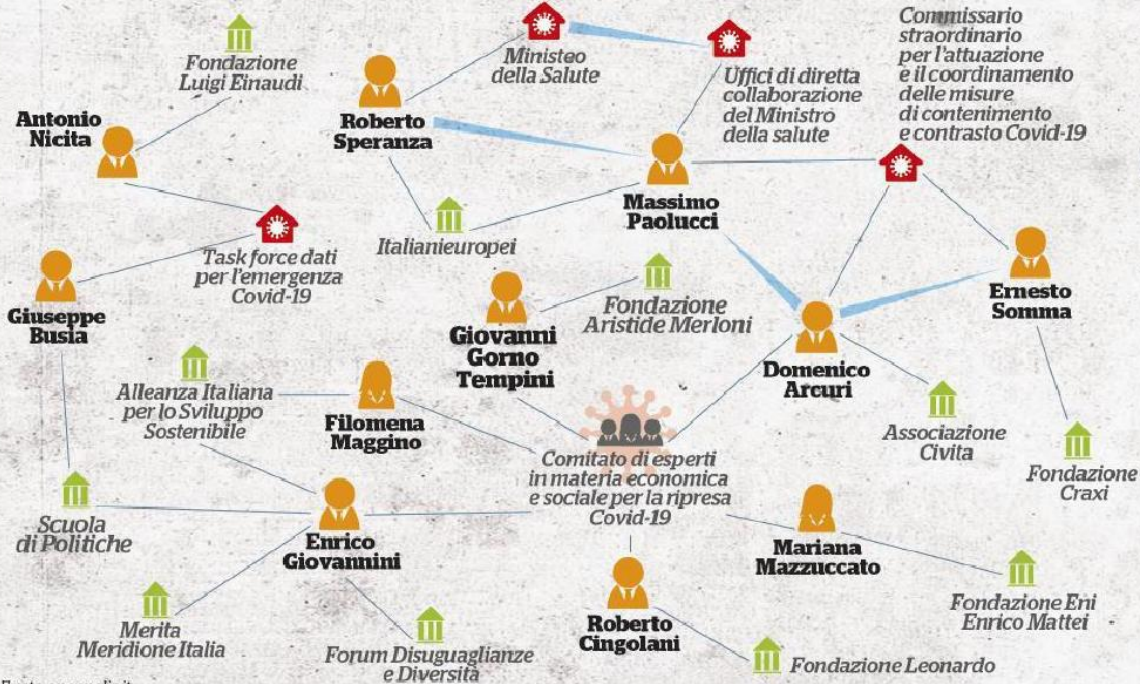 Fondazione
Luigi Einaudi
Antonio
Nicita
Roberto
Speranza
Ministeo
della Salute
Uffici di diretta
collaborazione
del Ministro
della salute
Commissario
straordinario
per l'attuazione
e il coordinamento
delle misure
di contenimento
e contrasto Covid-19
Massimo
Paolucci
Italianieuropei
Task force dati
per l'emergenza
Covid-19
Giuseppe
Busia
Giovanni
Gorno
Tempini
Fondazione
Aristide Merloni
Ernesto
Somma
Domenico
Arcuri
Alleanza Italiana
per lo Sviluppo
Sostenibile
Filomena
Maggino
Associazione
Civita
Fondazione
Craxi
Comitato di esperti
in materia economica
e sociale per la ripresa
Covid-19
Scuola
di Politiche
Enrico
Giovannini
Mariana
Mazzuccato
Fondazione Eni
Enrico Mattei
Merita
Meridione Italia
Forum Disuguaglianze
e Diversità
Roberto
Cingolani
Fondazione Leonardo